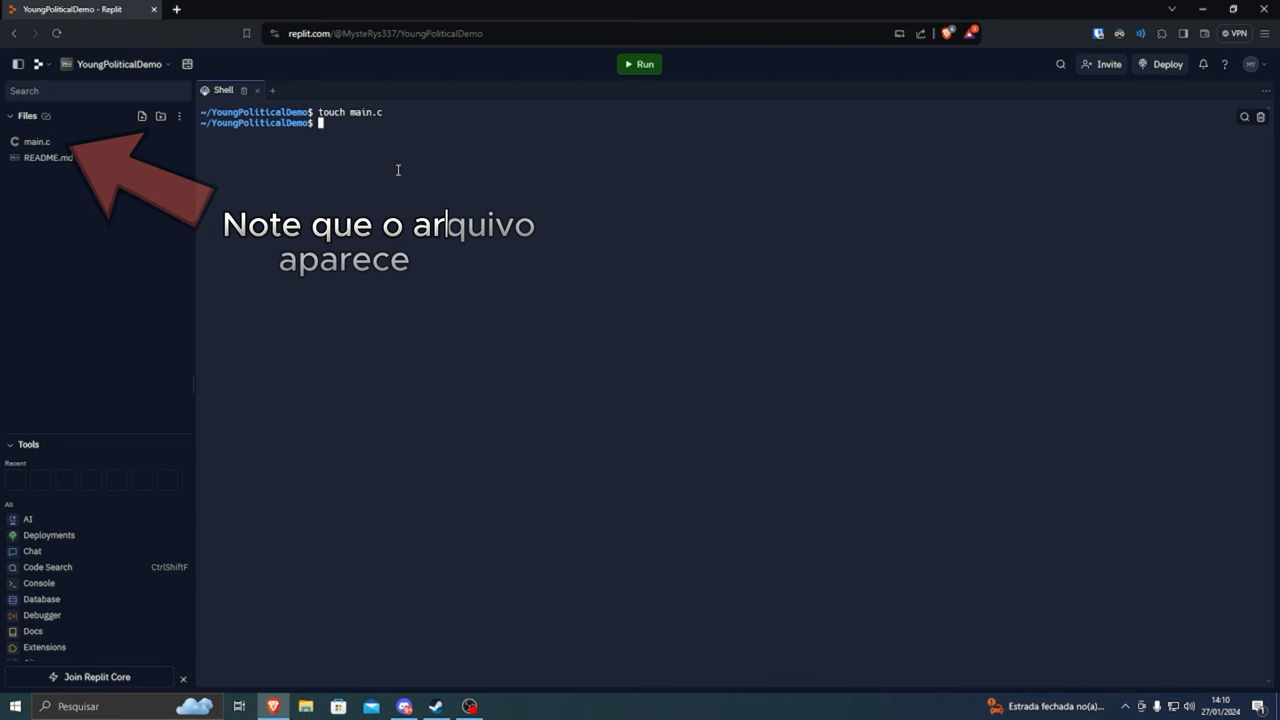 YoungPoliticalDemo - Replit
replit.com/@MysteRys337/YoungPoliticalDemo
VPN
YoungPoliticalDemo
Run
Invite
Deploy
MY
Search
Shell
Files
~/YoungPoliticalDemo$ touch main.c
~/YoungPoliticalDemo$
main.c
README.md
Note que o arquivo
aparece
Tools
Recent
All
AI
Deployments
Chat
Code Search CtrlShiftF
Console
Database
Debugger
Docs
Extensions
Join Replit Core
Pesquisar
Estrada fechada no(a)...
14:10
27/01/2024